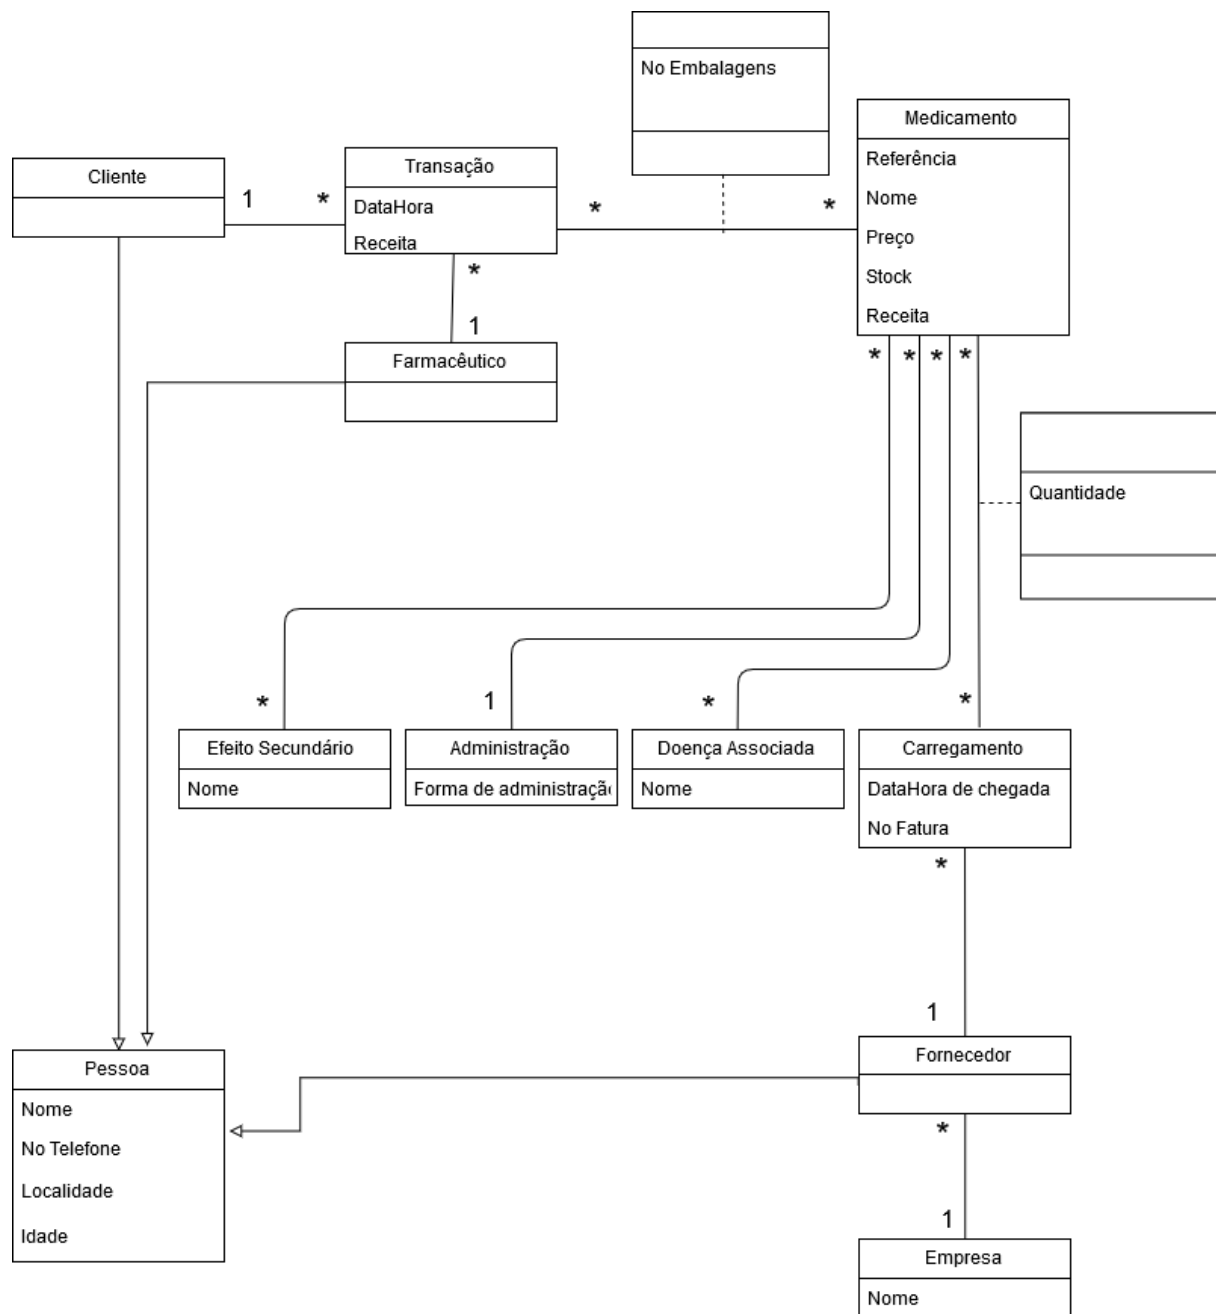 No Embalagens
Medicamento
Referência
Nome
Preço
Stock
Receita
Cliente
1
*
Transação
DataHora
Receita
*
*
*
1
Farmacêutico
*
*
*
*
Quantidade
*
1
*
*
Efeito Secundário
Nome
Administração
Forma de administraçã
Doença Associada
Nome
Carregamento
DataHora de chegada
No Fatura
*
1
Fornecedor
Pessoa
Nome
No Telefone
Localidade
Idade
*
1
Empresa
Nome